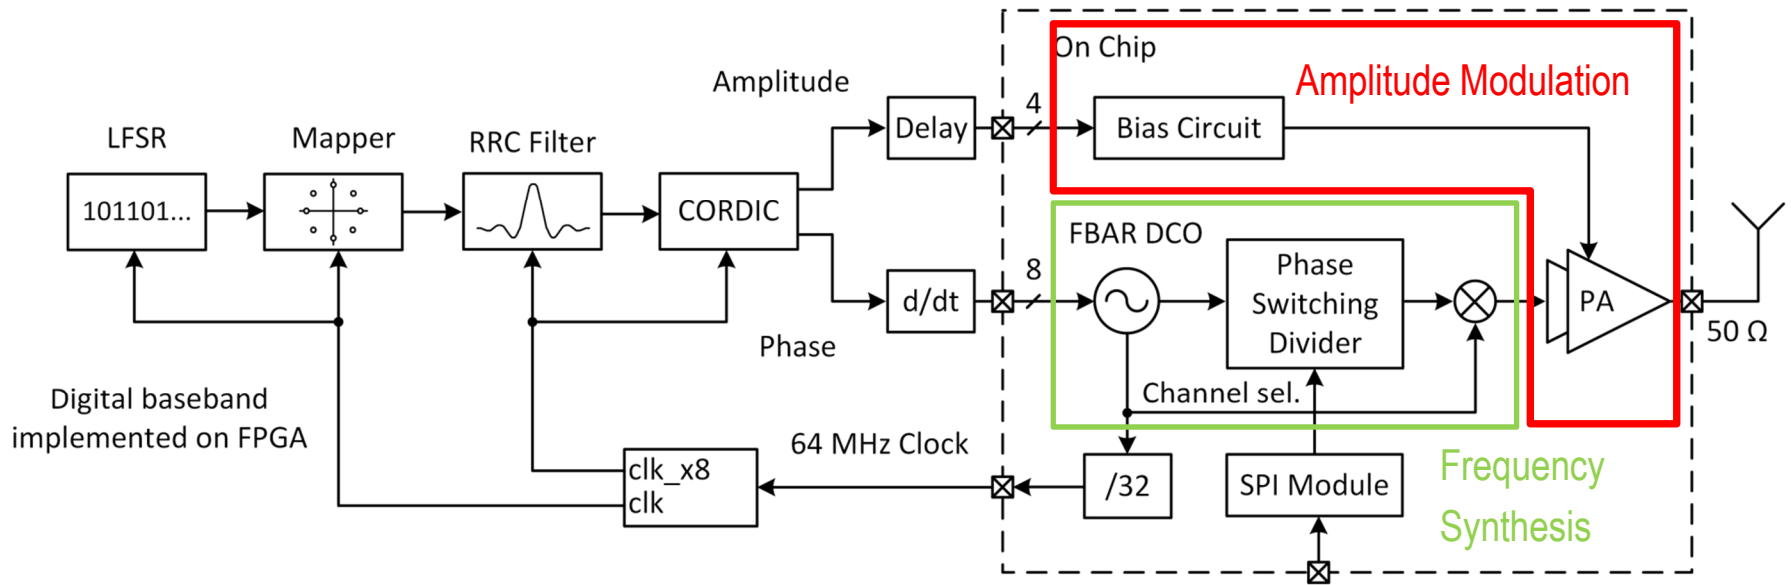 On Chip
Amplitude Modulation
Amplitude
4
Delay
Bias Circuit
LFSR
Mapper
RRC Filter
101101...
CORDIC
FBAR DCO
8
d/dt
Phase
Switching
Divider
PA
50 Ω
Phase
Channel sel.
Digital baseband
implemented on FPGA
64 MHz Clock
clk_x8
clk
/32
SPI Module
Frequency
Synthesis